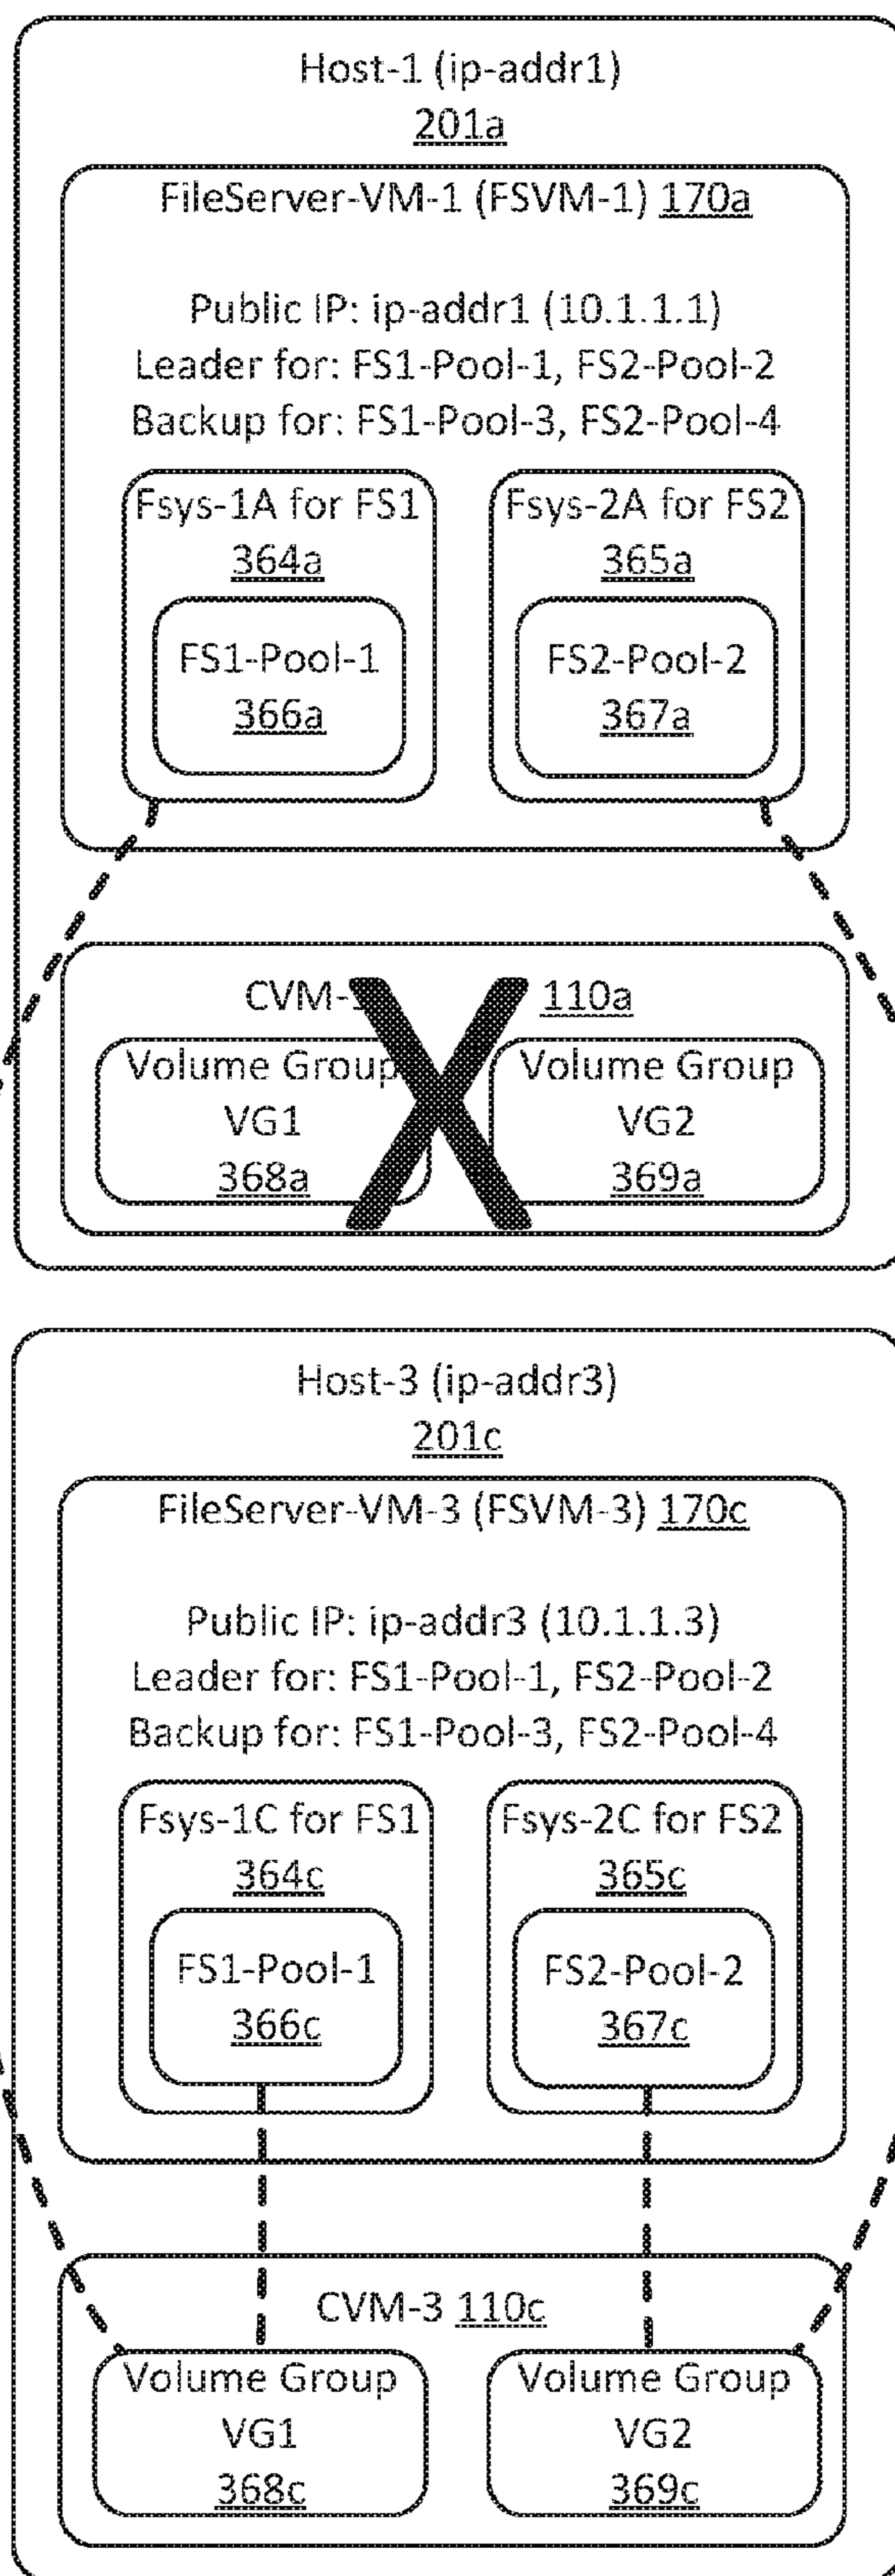 Host-1 (ip-addr1)
201a
FileServer-VM-1 (FSVM-1) 170a
Public IP: ip-addr1 (10.1.1.1)
Leader for: FS1-Pool-1, FS2-Pool-2
Backup for: FS1-Pool-3, FS2-Pool-4
Fsys-1A for FS1
364a
FS1-Pool-1
366a
Fsys-2A for FS2
365a
FS2-Pool-2
367a
CVM- 110a
Volume Group
VG1
368a
Volume Group
VG2
369a
Host-3 (ip-addr3)
201c
FileServer-VM-3 (FSVM-3) 170c
Public IP: ip-addr3 (10.1.1.3)
Leader for: FS1-Pool-1, FS2-Pool-2
Backup for: FS1-Pool-3, FS2-Pool-4
Fsys-1C for FS1
364c
FS1-Pool-1
366c
Fsys-2C for FS2
365c
FS2-Pool-2
367c
CVM-3 110c
Volume Group
VG1
368c
Volume Group
VG2
369c